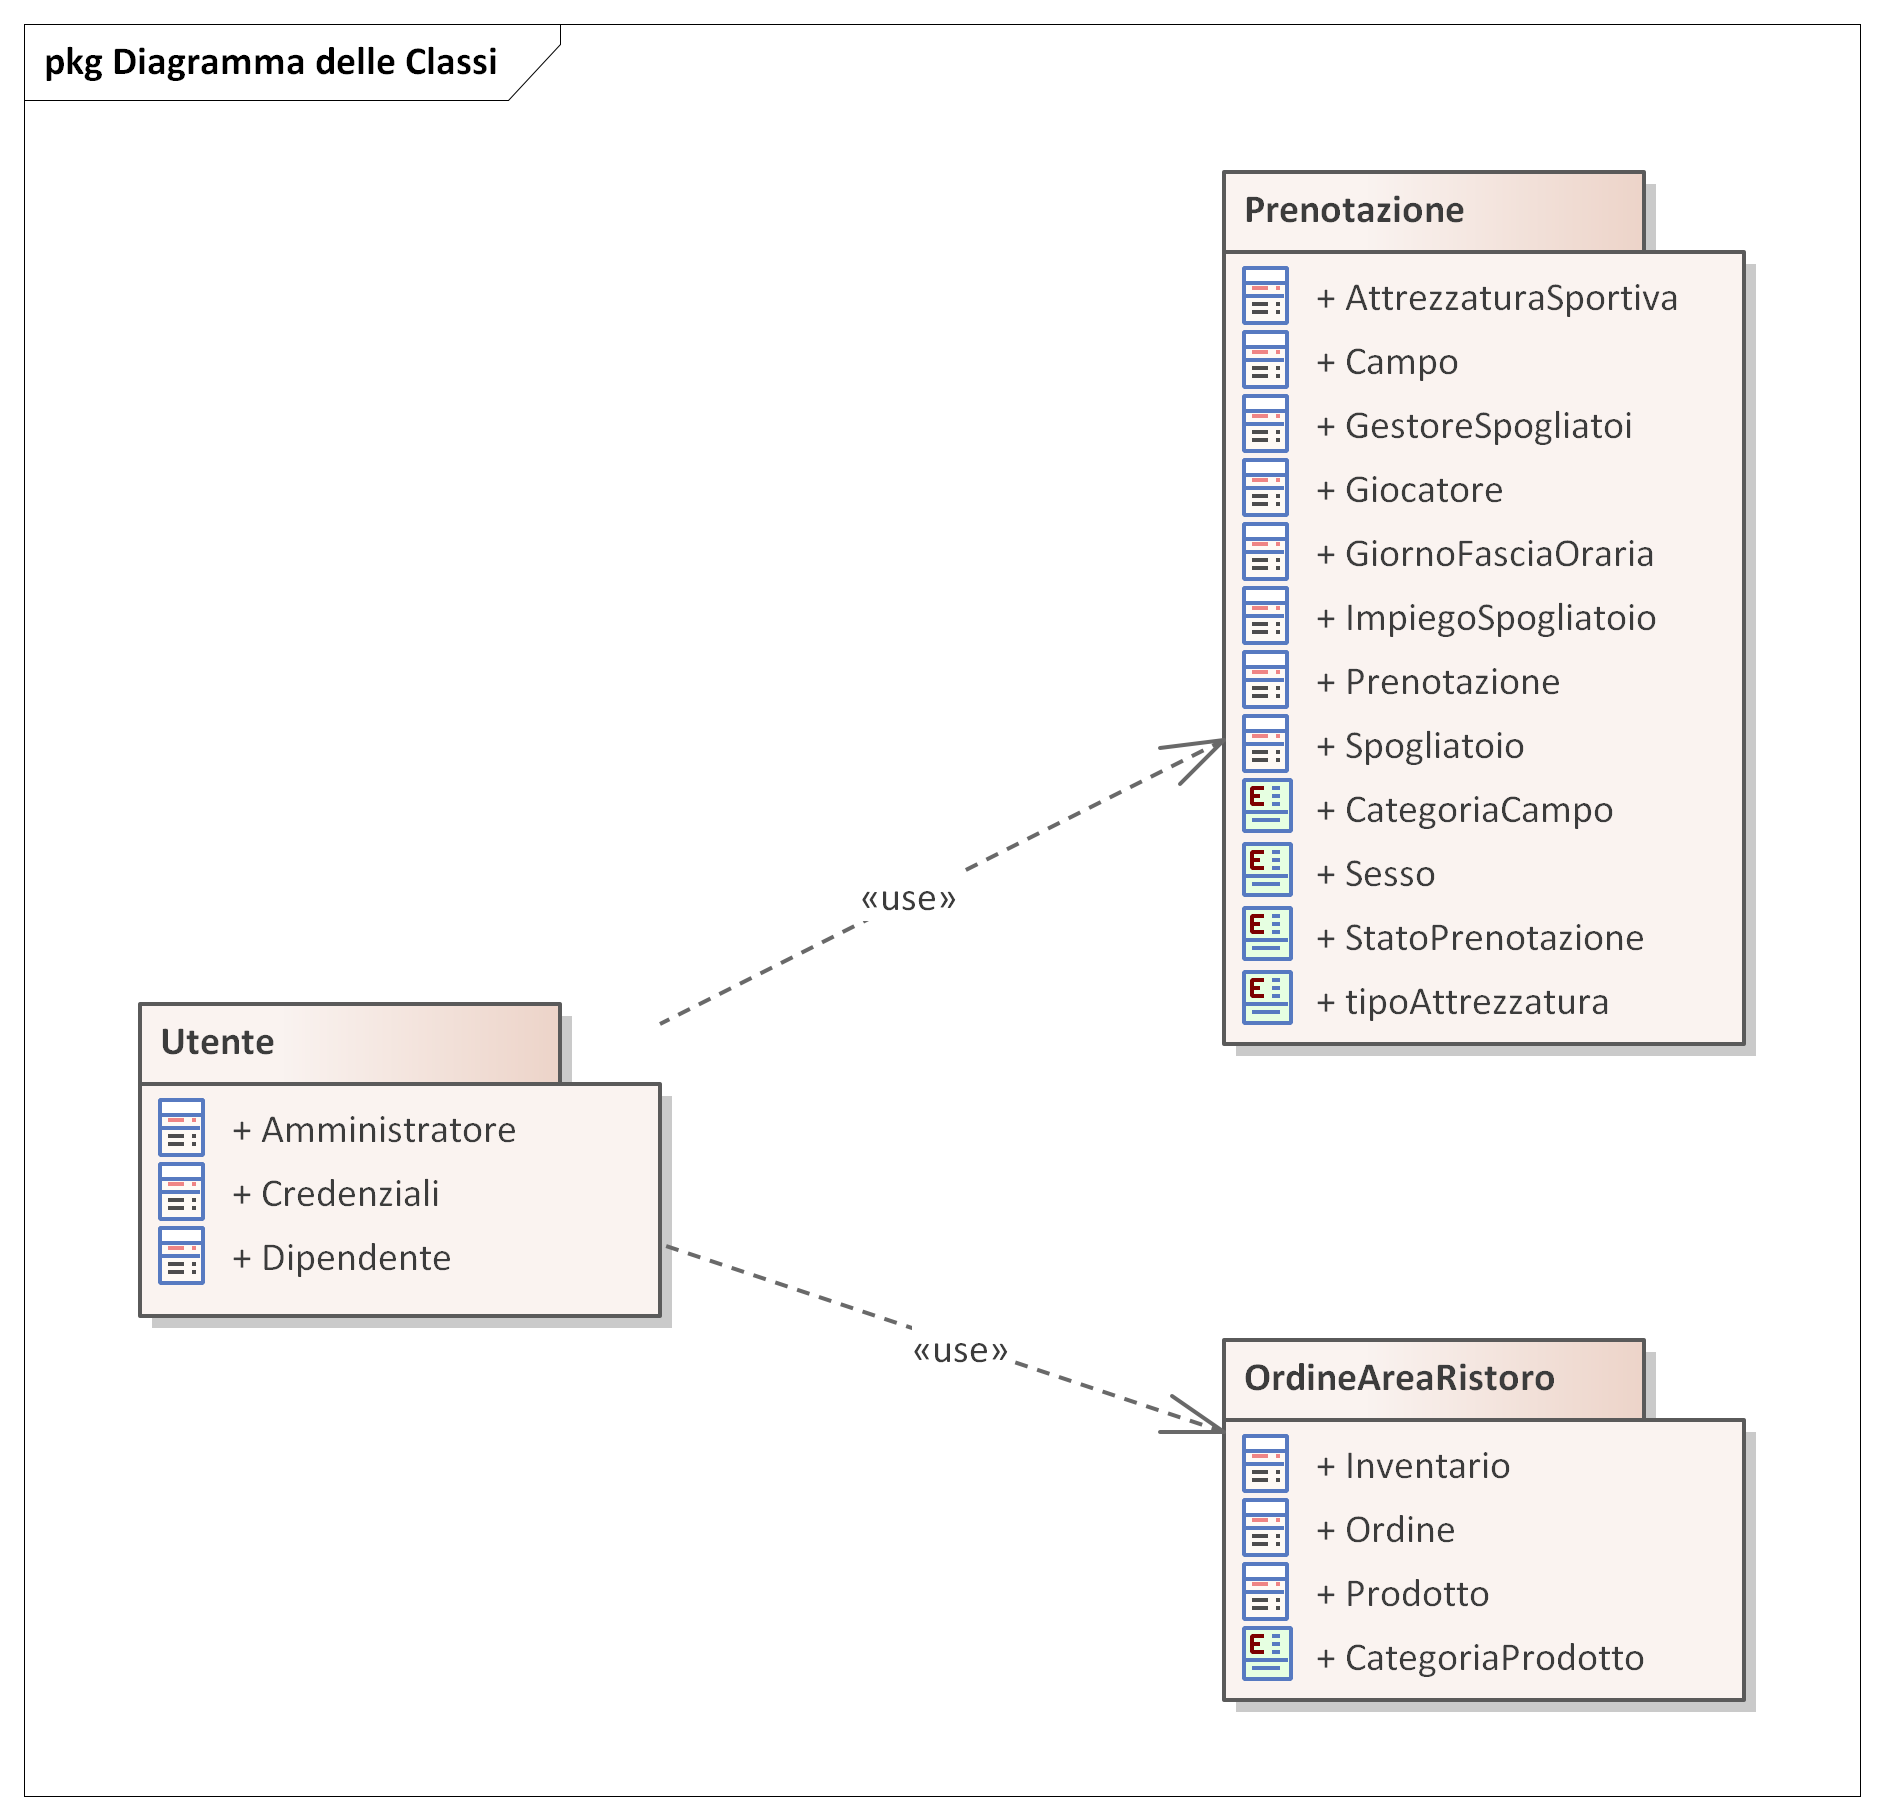 pkg Diagramma delle Classi
Prenotazione
+ AttrezzaturaSportiva
+ Campo
+ GestoreSpogliatoi
+ Giocatore
+ GiornoFasciaOraria
+ ImpiegoSpogliatoio
+ Prenotazione
+ Spogliatoio
+ CategoriaCampo
+ Sesso
+ StatoPrenotazione
+ tipoAttrezzatura
«use»
Utente
+ Amministratore
+ Credenziali
+ Dipendente
«use»
OrdineAreaRistoro
+ Inventario
+ Ordine
+ Prodotto
+ CategoriaProdotto